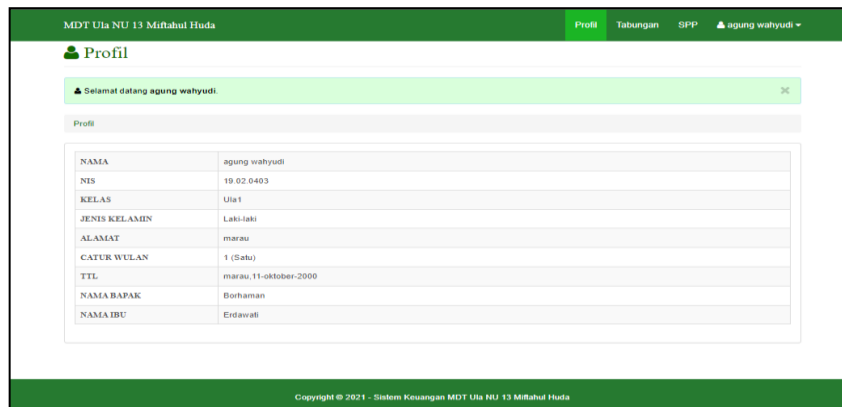 MDT Ula NU 13 Miftahul Huda Profil Tabungan SPP agung wahyudi
Profil
Selamat datang agung wahyudi.
Profil
NAMA agung wahyudi
NIS 19.02.0403
KELAS Ula1
JENIS KELAMIN Laki-laki
ALAMAT marau
CATUR WULAN 1 (Satu)
TTL marau,11-oktober-2000
NAMA BAPAK Borhaman
NAMA IBU Erdawati
Copyright © 2021 - Sistem Keuangan MDT Ula NU 13 Miftahul Huda